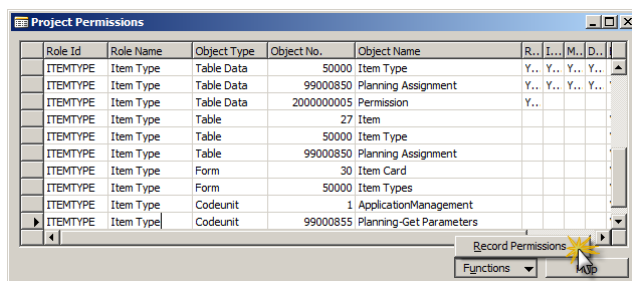 Project Permissions
Role Id Role Name Object Type Object No. Object Name R.. I... M.. D..
ITEMTYPE Item Type Table Data 50000 Item Type Y.. Y.. Y.. Y..
ITEMTYPE Item Type Table Data 99000850 Planning Assignment Y.. Y.. Y.. Y..
ITEMTYPE Item Type Table Data 2000000005 Permission Y..
ITEMTYPE Item Type Table 27 Item
ITEMTYPE Item Type Table 50000 Item Type
ITEMTYPE Item Type Table 99000850 Planning Assignment
ITEMTYPE Item Type Form 30 Item Card
ITEMTYPE Item Type Form 50000 Item Types
ITEMTYPE Item Type Codeunit 1 ApplicationManagement
ITEMTYPE Item Type Codeunit 99000855 Planning-Get Parameters
Record Permissions
Functions